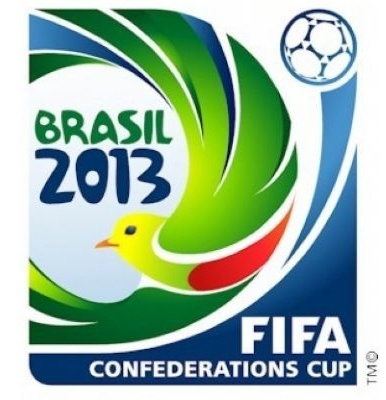 BRASIL
2013
FIFA
CONFEDERATIONS CUP
TM©